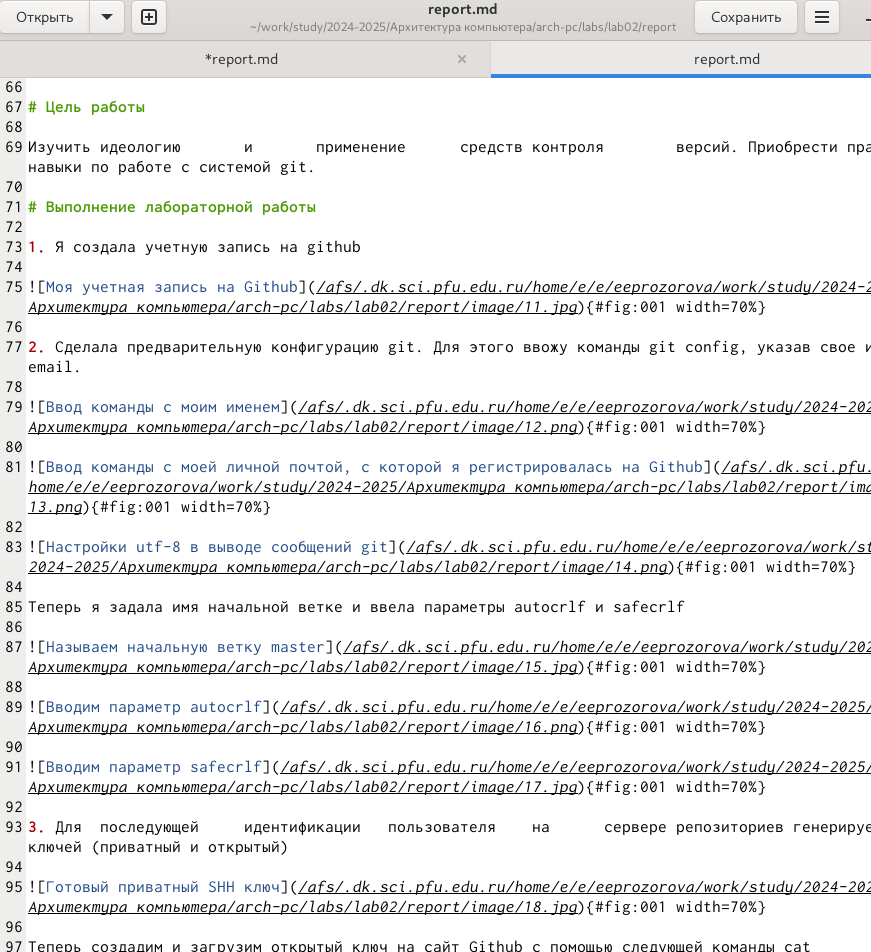 Открыть
report.md
~/work/study/2024-2025/Архитектура компьютера/arch-pc/labs/lab02/report
Сохранить
*report.md
report.md
66
67 # Цель работы
68
69 Изучить идеологию и применение средств контроля версий. Приобрести пра
навыки по работе с системой git.
70
71 # Выполнение лабораторной работы
72
73 1. Я создала учетную запись на github
74
75 ![Моя учетная запись на Github](/afs/.dk.sci.pfu.edu.ru/home/e/e/eeprozorova/work/study/2024-2
Архитектура компьютера/arch-pc/labs/lab02/report/image/11.jpg){#fig:001 width=70%}
76
77 2. Сделала предварительную конфигурацию git. Для этого ввожу команды git config, указав свое и
email.
78
79 ![Ввод команды с моим именем](/afs/.dk.sci.pfu.edu.ru/home/e/e/eeprozorova/work/study/2024-202
Архитектура компьютера/arch-pc/labs/lab02/report/image/12.png){#fig:001 width=70%}
80
81 ![Ввод команды с моей личной почтой, с которой я регистрировалась на Github](/afs/.dk.sci.pfu.
home/e/e/eeprozorova/work/study/2024-2025/Архитектура компьютера/arch-pc/labs/lab02/report/ima
13.png){#fig:001 width=70%}
82
83 ![Настройки utf-8 в выводе сообщений git](/afs/.dk.sci.pfu.edu.ru/home/e/e/eeprozorova/work/st
2024-2025/Архитектура компьютера/arch-pc/labs/lab02/report/image/14.png){#fig:001 width=70%}
84
85 Теперь я задала имя начальной ветке и ввела параметры autocrlf и safecrlf
86
87 ![Называем начальную ветку master](/afs/.dk.sci.pfu.edu.ru/home/e/e/eeprozorova/work/study/202
Архитектура компьютера/arch-pc/labs/lab02/report/image/15.jpg){#fig:001 width=70%}
88
89 ![Вводим параметр autocrlf](/afs/.dk.sci.pfu.edu.ru/home/e/e/eeprozorova/work/study/2024-2025/
Архитектура компьютера/arch-pc/labs/lab02/report/image/16.png){#fig:001 width=70%}
90
91 ![Вводим параметр safecrlf](/afs/.dk.sci.pfu.edu.ru/home/e/e/eeprozorova/work/study/2024-2025/
Архитектура компьютера/arch-pc/labs/lab02/report/image/17.jpg){#fig:001 width=70%}
92
93 3. Для последующей идентификации пользователя на сервере репозиториев генерируе
ключей (приватный и открытый)
94
95 ![Готовый приватный SHH ключ](/afs/.dk.sci.pfu.edu.ru/home/e/e/eeprozorova/work/study/2024-202
Архитектура компьютера/arch-pc/labs/lab02/report/image/18.jpg){#fig:001 width=70%}
96
97 Теперь создадим и загрузим открытый ключ на сайт Github с помощью следующей команды cat